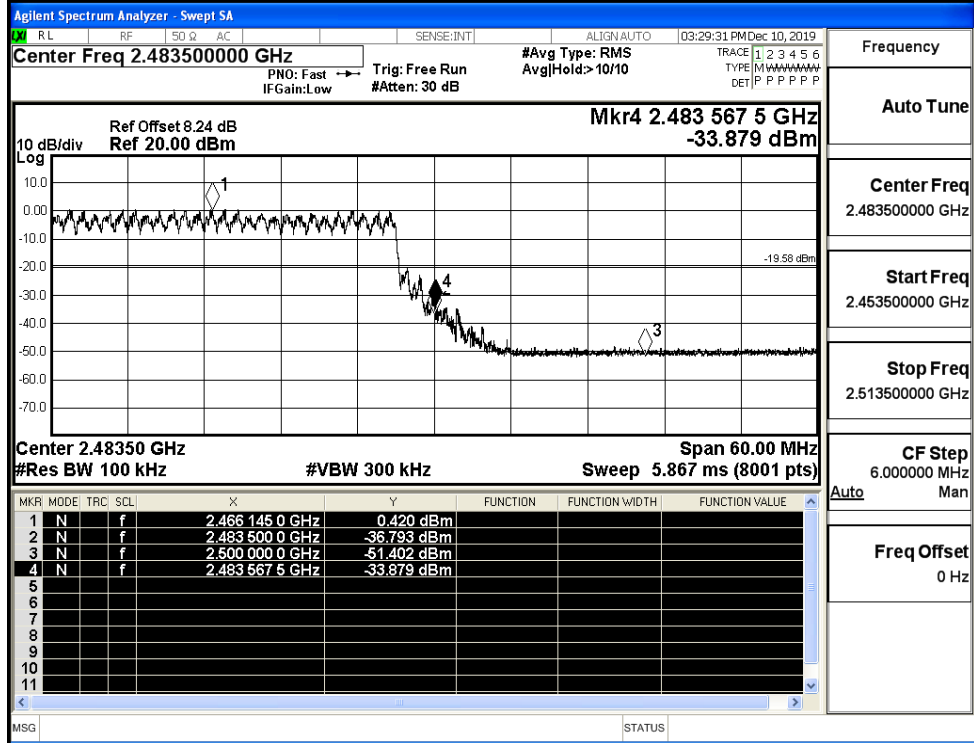 Agilent Spectrum Analyzer - Swept SA
LXI RL RF 50 Ω AC SENSE:INT ALIGNAUTO 03:29:31 PM Dec 10, 2019
Center Freq 2.483500000 GHz
PNO: Fast
IFGain:Low
Trig: Free Run
#Atten: 30 dB
#Avg Type: RMS
Avg|Hold:>10/10
TRACE 1 2 3 4 5 6
TYPE M WWWWW
DET P P P P P P
Frequency
Auto Tune
Center Freq
2.483500000 GHz
Start Freq
2.453500000 GHz
Stop Freq
2.513500000 GHz
CF Step
6.000000 MHz
Auto Man
Freq Offset
0 Hz
Mkr4 2.483 567 5 GHz
-33.879 dBm
Ref Offset 8.24 dB
10 dB/div Ref 20.00 dBm
Log
10.0
0.00
-10.0
-20.0
-30.0
-40.0
-50.0
-60.0
-70.0
1
4
3
-19.58 dBm
Center 2.48350 GHz Span 60.00 MHz
#Res BW 100 kHz #VBW 300 kHz Sweep 5.867 ms (8001 pts)
MKR MODE TRC SCL X Y FUNCTION FUNCTION WIDTH FUNCTION VALUE
1 N f 2.466 145 0 GHz 0.420 dBm
2 N f 2.483 500 0 GHz -36.793 dBm
3 N f 2.500 000 0 GHz -51.402 dBm
4 N f 2.483 567 5 GHz -33.879 dBm
5
6
7
8
9
10
11
MSG STATUS